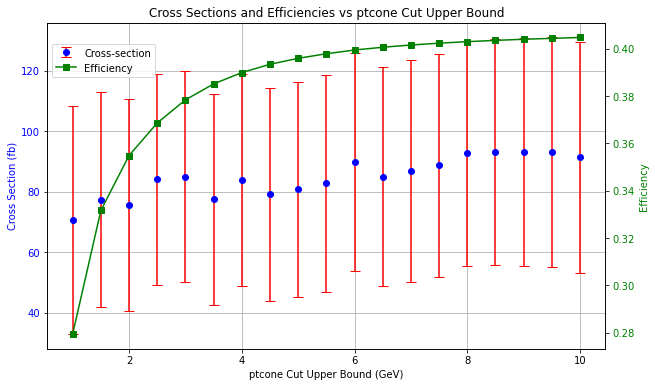 Cross Sections and Efficiencies vs ptcone Cut Upper Bound
Cross-section
Efficiency
120
100
80
60
40
Cross Section (fb)
0.40
0.38
0.36
0.34
0.32
0.30
0.28
Efficiency
2
4
6
8
10
ptcone Cut Upper Bound (GeV)